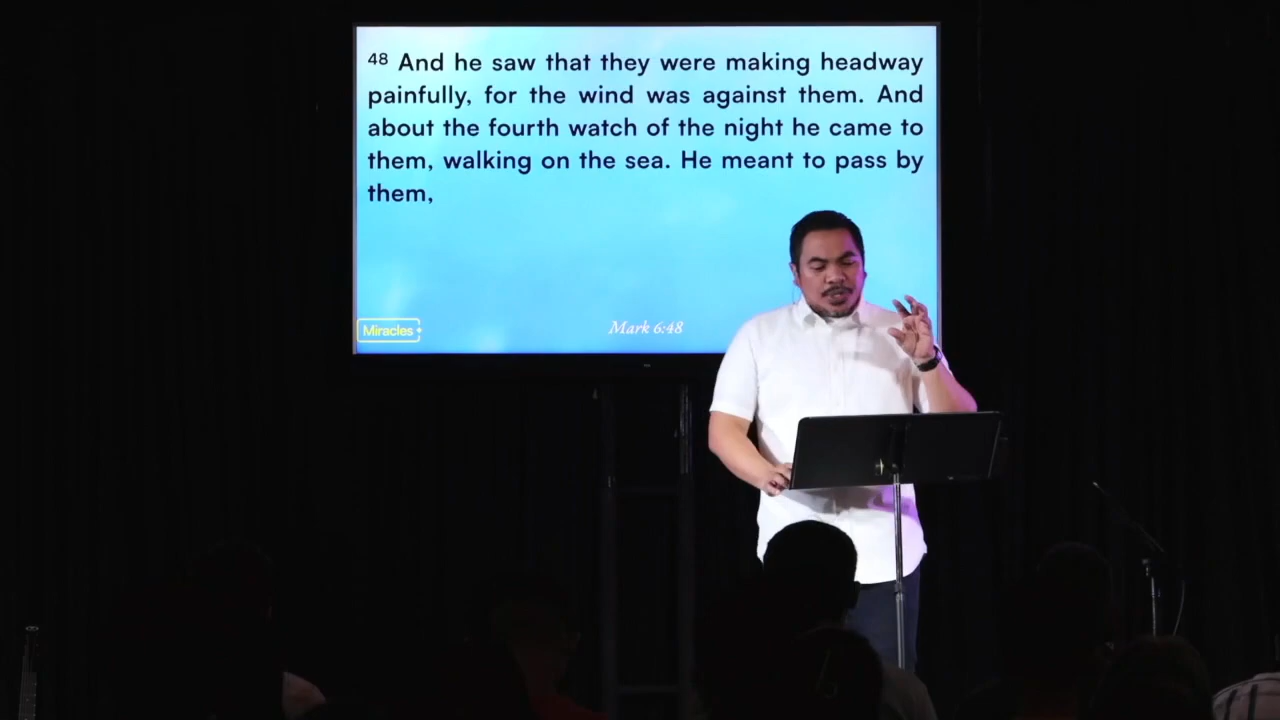 48 And he saw that they were making headway
painfully, for the wind was against them. And
about the fourth watch of the night he came to
them, walking on the sea. He meant to pass by
them,
Miracles
Mark 6:48